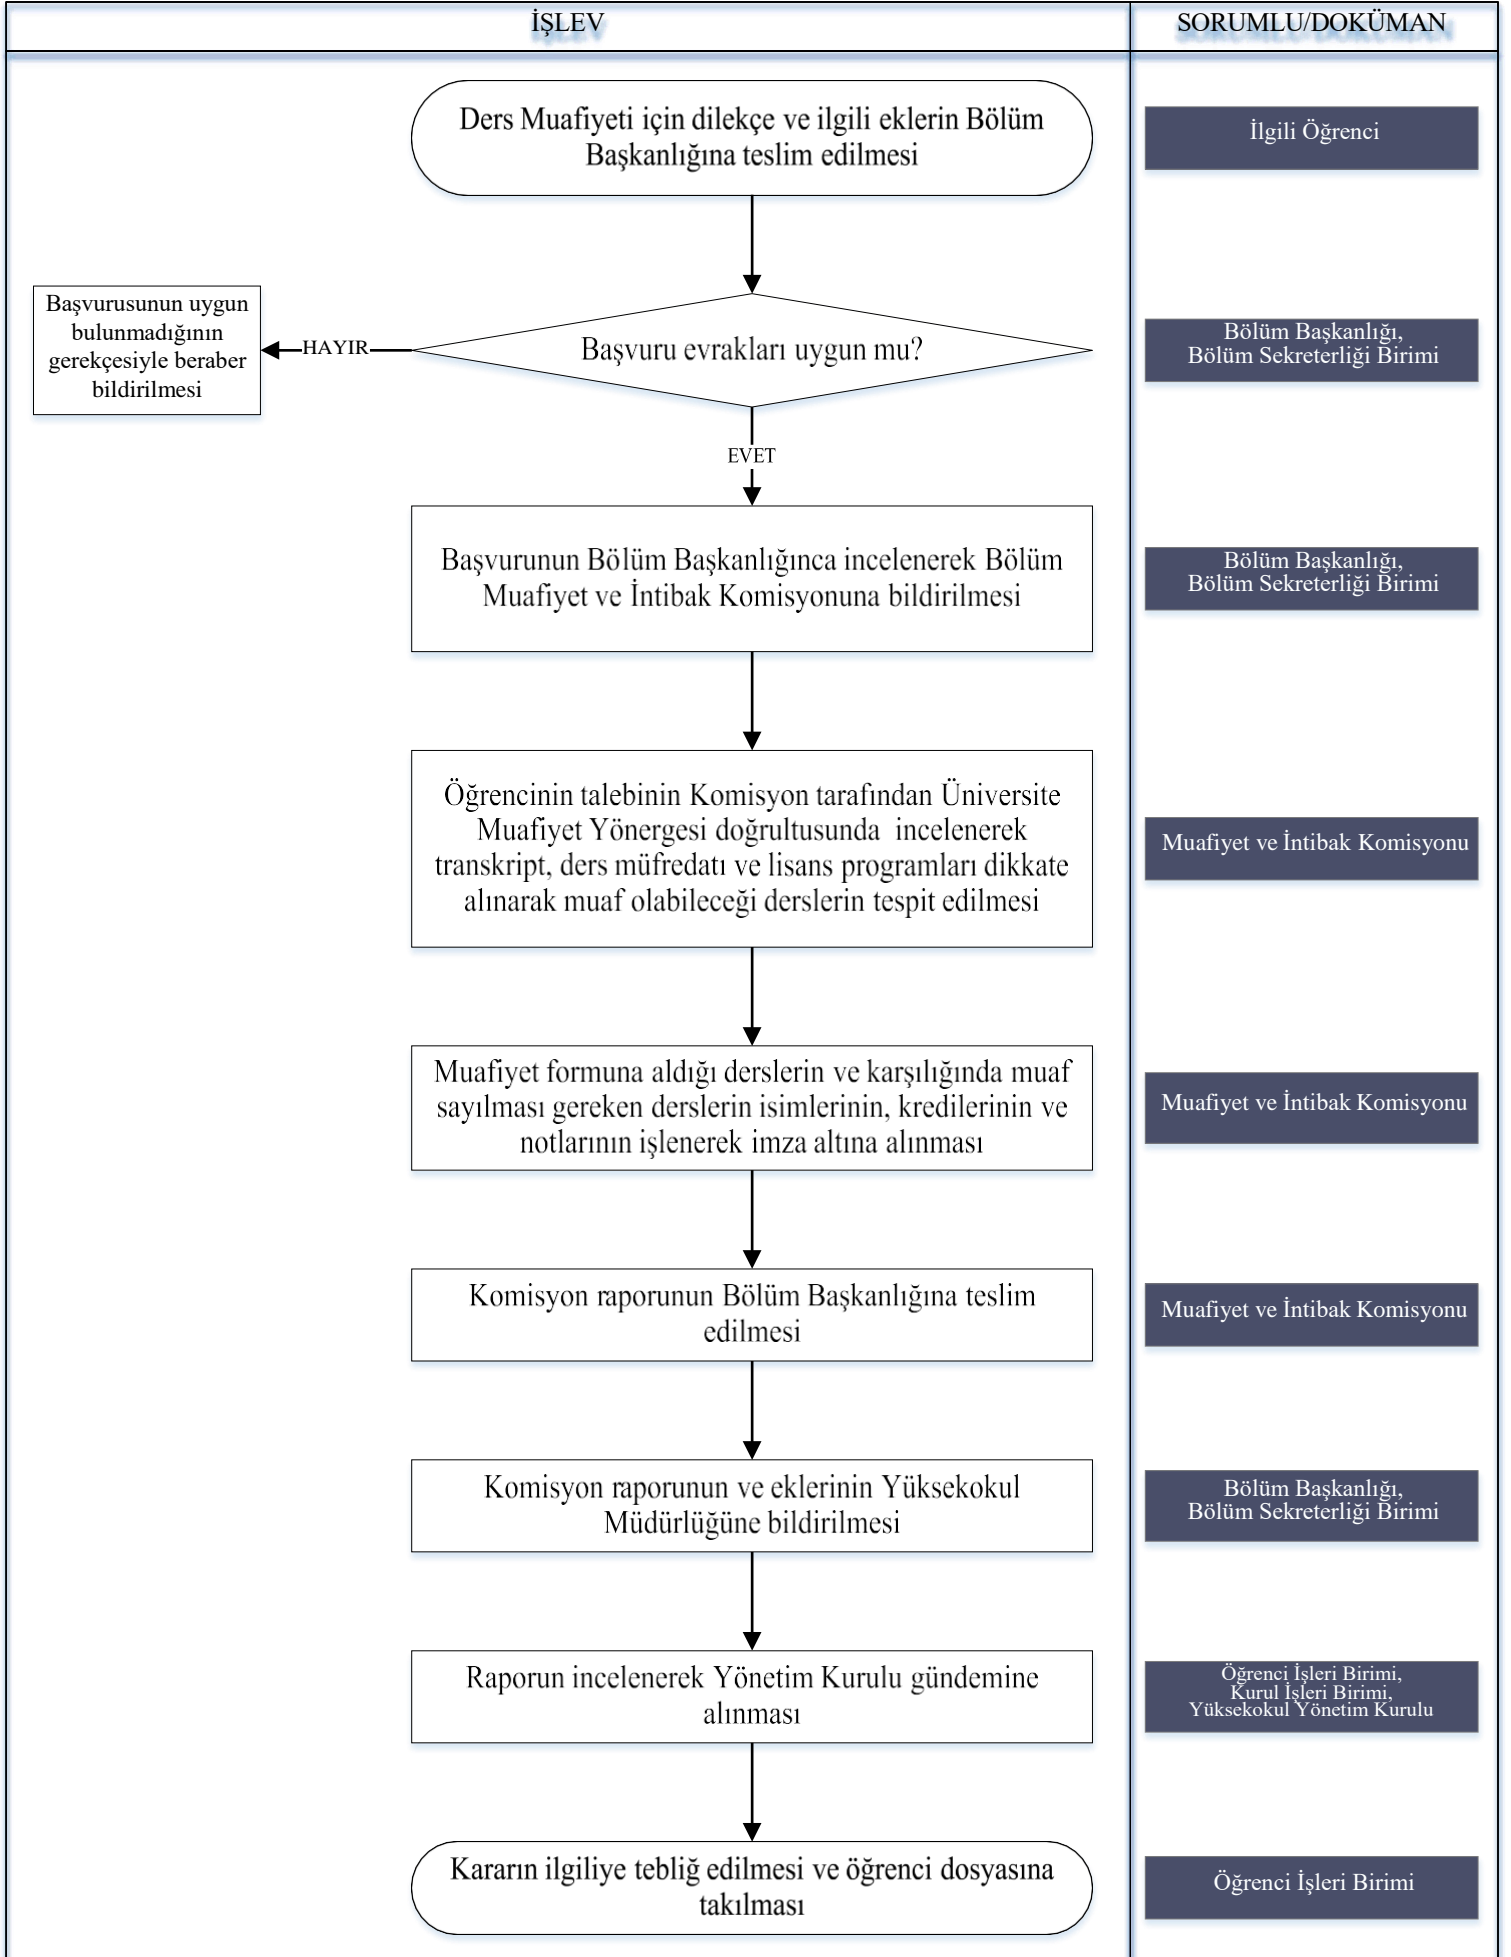 İŞLEV
SORUMLU/DOKÜMAN
Ders Muafiyeti için dilekçe ve ilgili eklerin Bölüm
Başkanlığına teslim edilmesi
İlgili Öğrenci
Başvurusunun uygun
bulunmadığının
gerekçesiyle beraber
bildirilmesi
HAYIR
Başvuru evrakları uygun mu?
Bölüm Başkanlığı,
Bölüm Sekreterliği Birimi
EVET
Başvurunun Bölüm Başkanlığınca incelenerek Bölüm
Muafiyet ve İntibak Komisyonuna bildirilmesi
Bölüm Başkanlığı,
Bölüm Sekreterliği Birimi
Öğrencinin talebinin Komisyon tarafından Üniversite
Muafiyet Yönergesi doğrultusunda  incelenerek
transkript, ders müfredatı ve lisans programları dikkate
alınarak muaf olabileceği derslerin tespit edilmesi
Muafiyet ve İntibak Komisyonu
Muafiyet formuna aldığı derslerin ve karşılığında muaf
sayılması gereken derslerin isimlerinin, kredilerinin ve
notlarının işlenerek imza altına alınması
Muafiyet ve İntibak Komisyonu
Komisyon raporunun Bölüm Başkanlığına teslim
edilmesi
Muafiyet ve İntibak Komisyonu
Komisyon raporunun ve eklerinin Yüksekokul
Müdürlüğüne bildirilmesi
Bölüm Başkanlığı,
Bölüm Sekreterliği Birimi
Raporun incelenerek Yönetim Kurulu gündemine
alınması
Öğrenci İşleri Birimi,
Kurul İşleri Birimi,
Yüksekokul Yönetim Kurulu
Kararın ilgiliye tebliğ edilmesi ve öğrenci dosyasına
takılması
Öğrenci İşleri Birimi